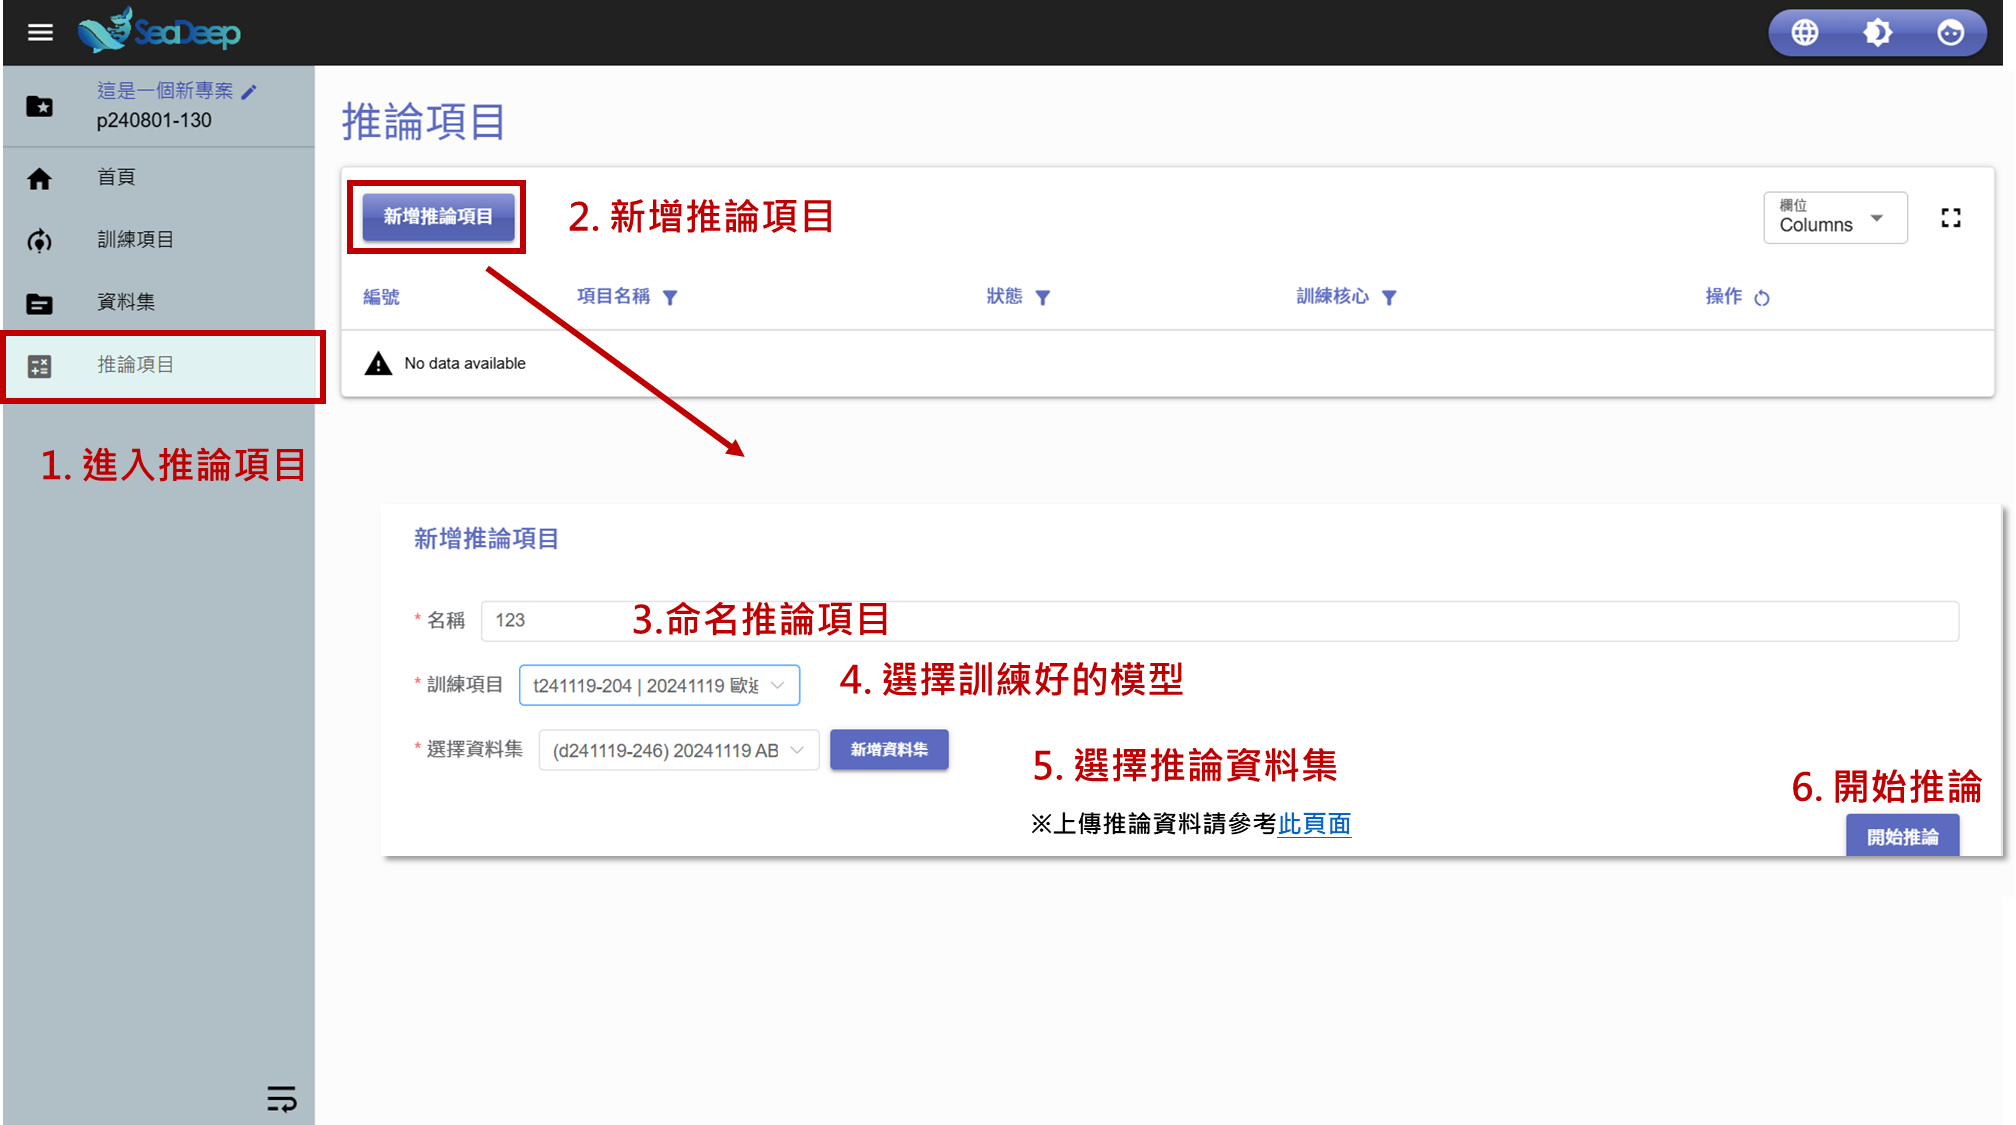 SeaDeep
這是一個新專案
p240801-130
首頁
訓練項目
資料集
推論項目
1. 進入推論項目
推論項目
新增推論項目
2. 新增推論項目
欄位
Columns
編號 項目名稱 狀態 訓練核心 操作
No data available
新增推論項目
* 名稱 123
3.命名推論項目
* 訓練項目 t241119-204 | 20241119
4. 選擇訓練好的模型
* 選擇資料集 (d241119-246) 20241119 AB 新增資料集
5. 選擇推論資料集
※上傳推論資料請參考此頁面
6. 開始推論
開始推論